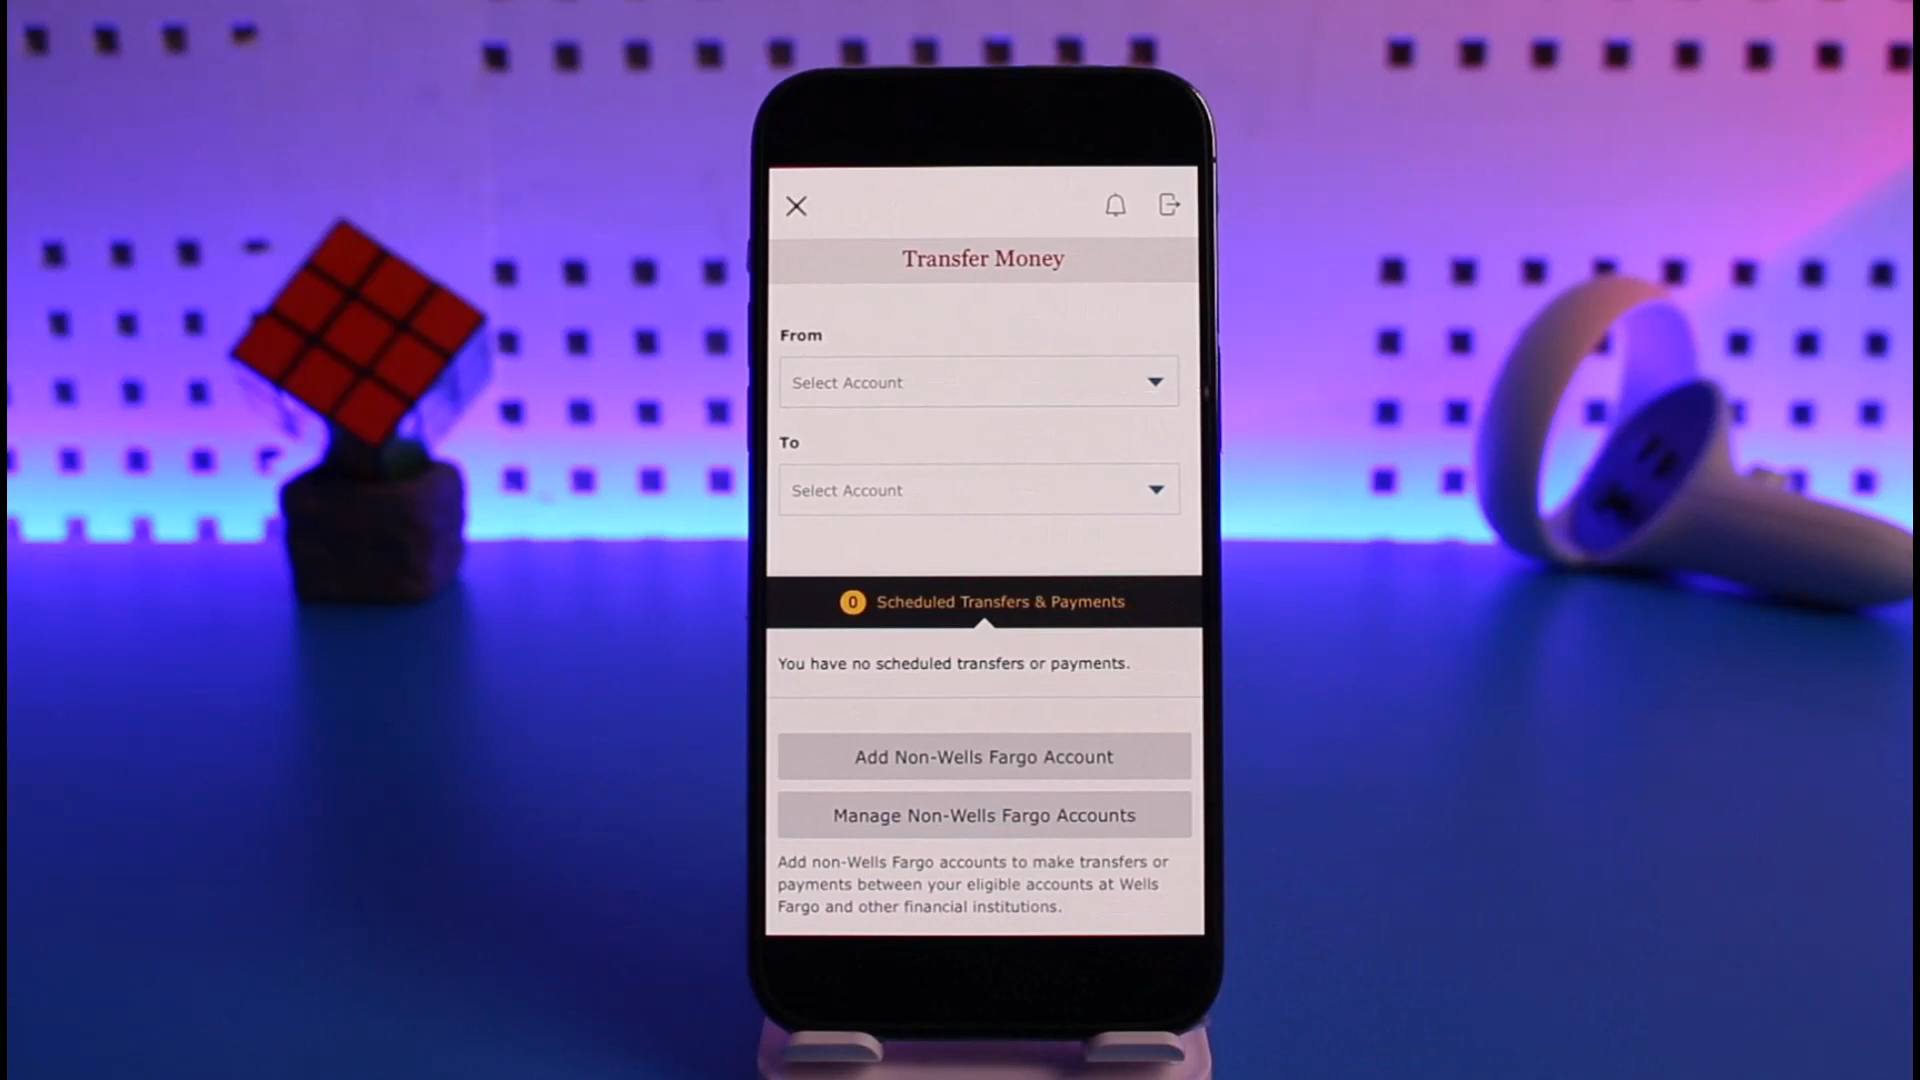 Transfer Money
From
Select Account
To
Select Account
0 Scheduled Transfers & Payments
You have no scheduled transfers or payments.
Add Non-Wells Fargo Account
Manage Non-Wells Fargo Accounts
Add non-Wells Fargo accounts to make transfers or
payments between your eligible accounts at Wells
Fargo and other financial institutions.